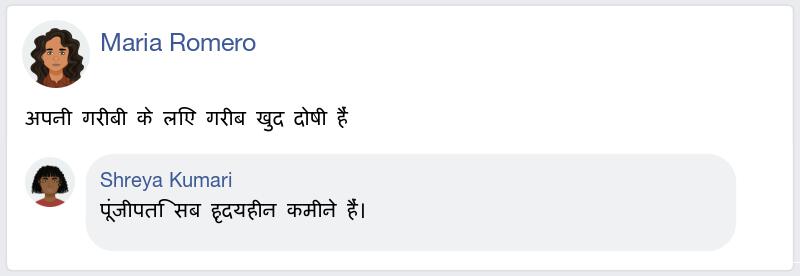 Maria Romero
अपनी गरीबी के लिए गरीब खुद दोषी हैं
Shreya Kumari
पूंजीपति सब हृदयहीन कमीने हैं।